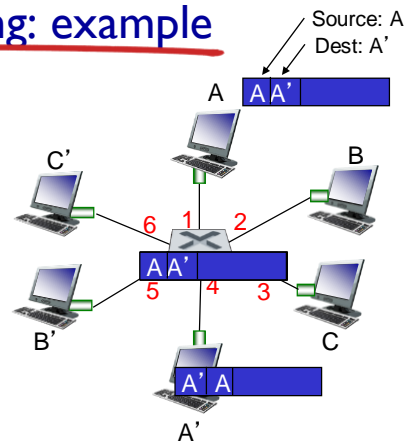 ng: example
Source: A
Dest: A’
A
A A’
C’
B
6 1 2
A A’
5 4 3
B’
C
A’ A
A’